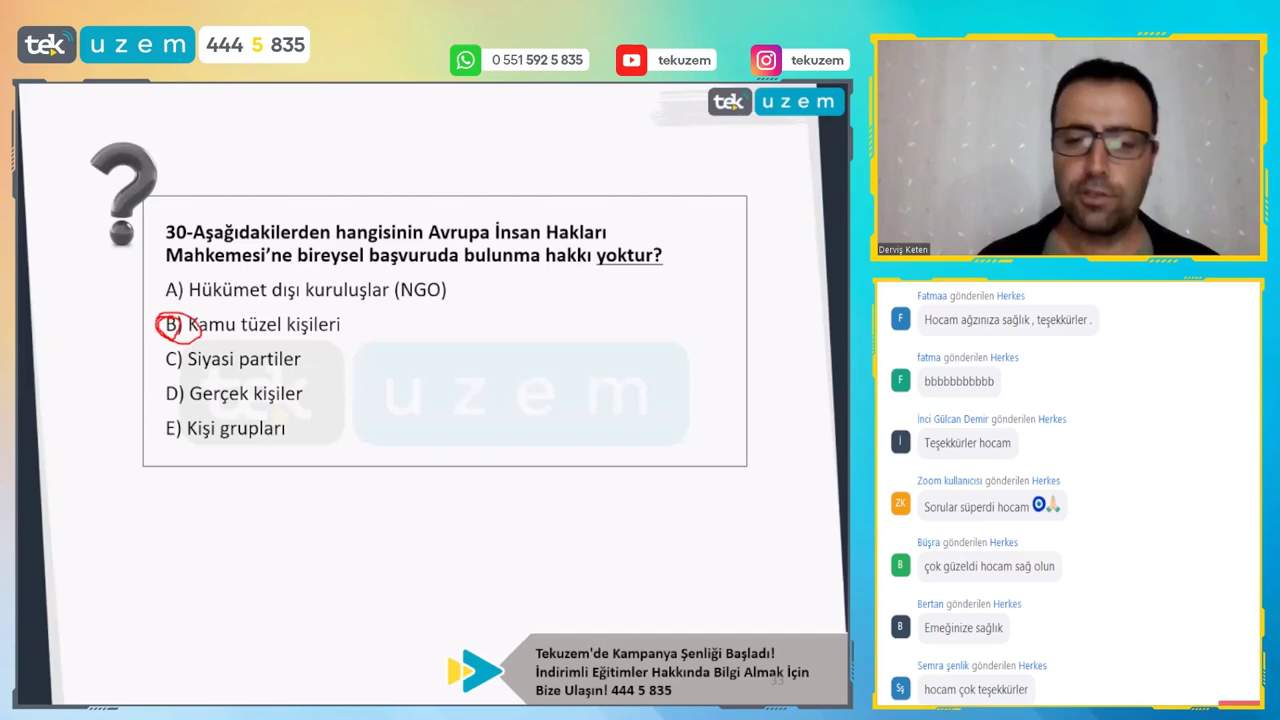 tek uzem 444 5 835
0 551 592 5 835
tekuzem
tekuzem
tek uzem
30-Aşağıdakilerden hangisinin Avrupa İnsan Hakları
Mahkemesi’ne bireysel başvuruda bulunma hakkı yoktur?
A) Hükümet dışı kuruluşlar (NGO)
B) Kamu tüzel kişileri
C) Siyasi partiler
D) Gerçek kişiler
E) Kişi grupları
tek uzem
Tekuzem'de Kampanya Şenliği Başladı!
İndirimli Eğitimler Hakkında Bilgi Almak İçin
Bize Ulaşın! 444 5 835
33
Derviş Keten
Fatmaa gönderilen Herkes
F
Hocam ağzınıza sağlık , teşekkürler .
fatma gönderilen Herkes
F
bbbbbbbbbbb
İnci Gülcan Demir gönderilen Herkes
İ
Teşekkürler hocam
Zoom kullanıcısı gönderilen Herkes
ZK
Sorular süperdi hocam 🧿🙏🏻
Büşra gönderilen Herkes
B
çok güzeldi hocam sağ olun
Bertan gönderilen Herkes
B
Emeğinize sağlık
Semra şenlik gönderilen Herkes
Sş
hocam çok teşekkürler